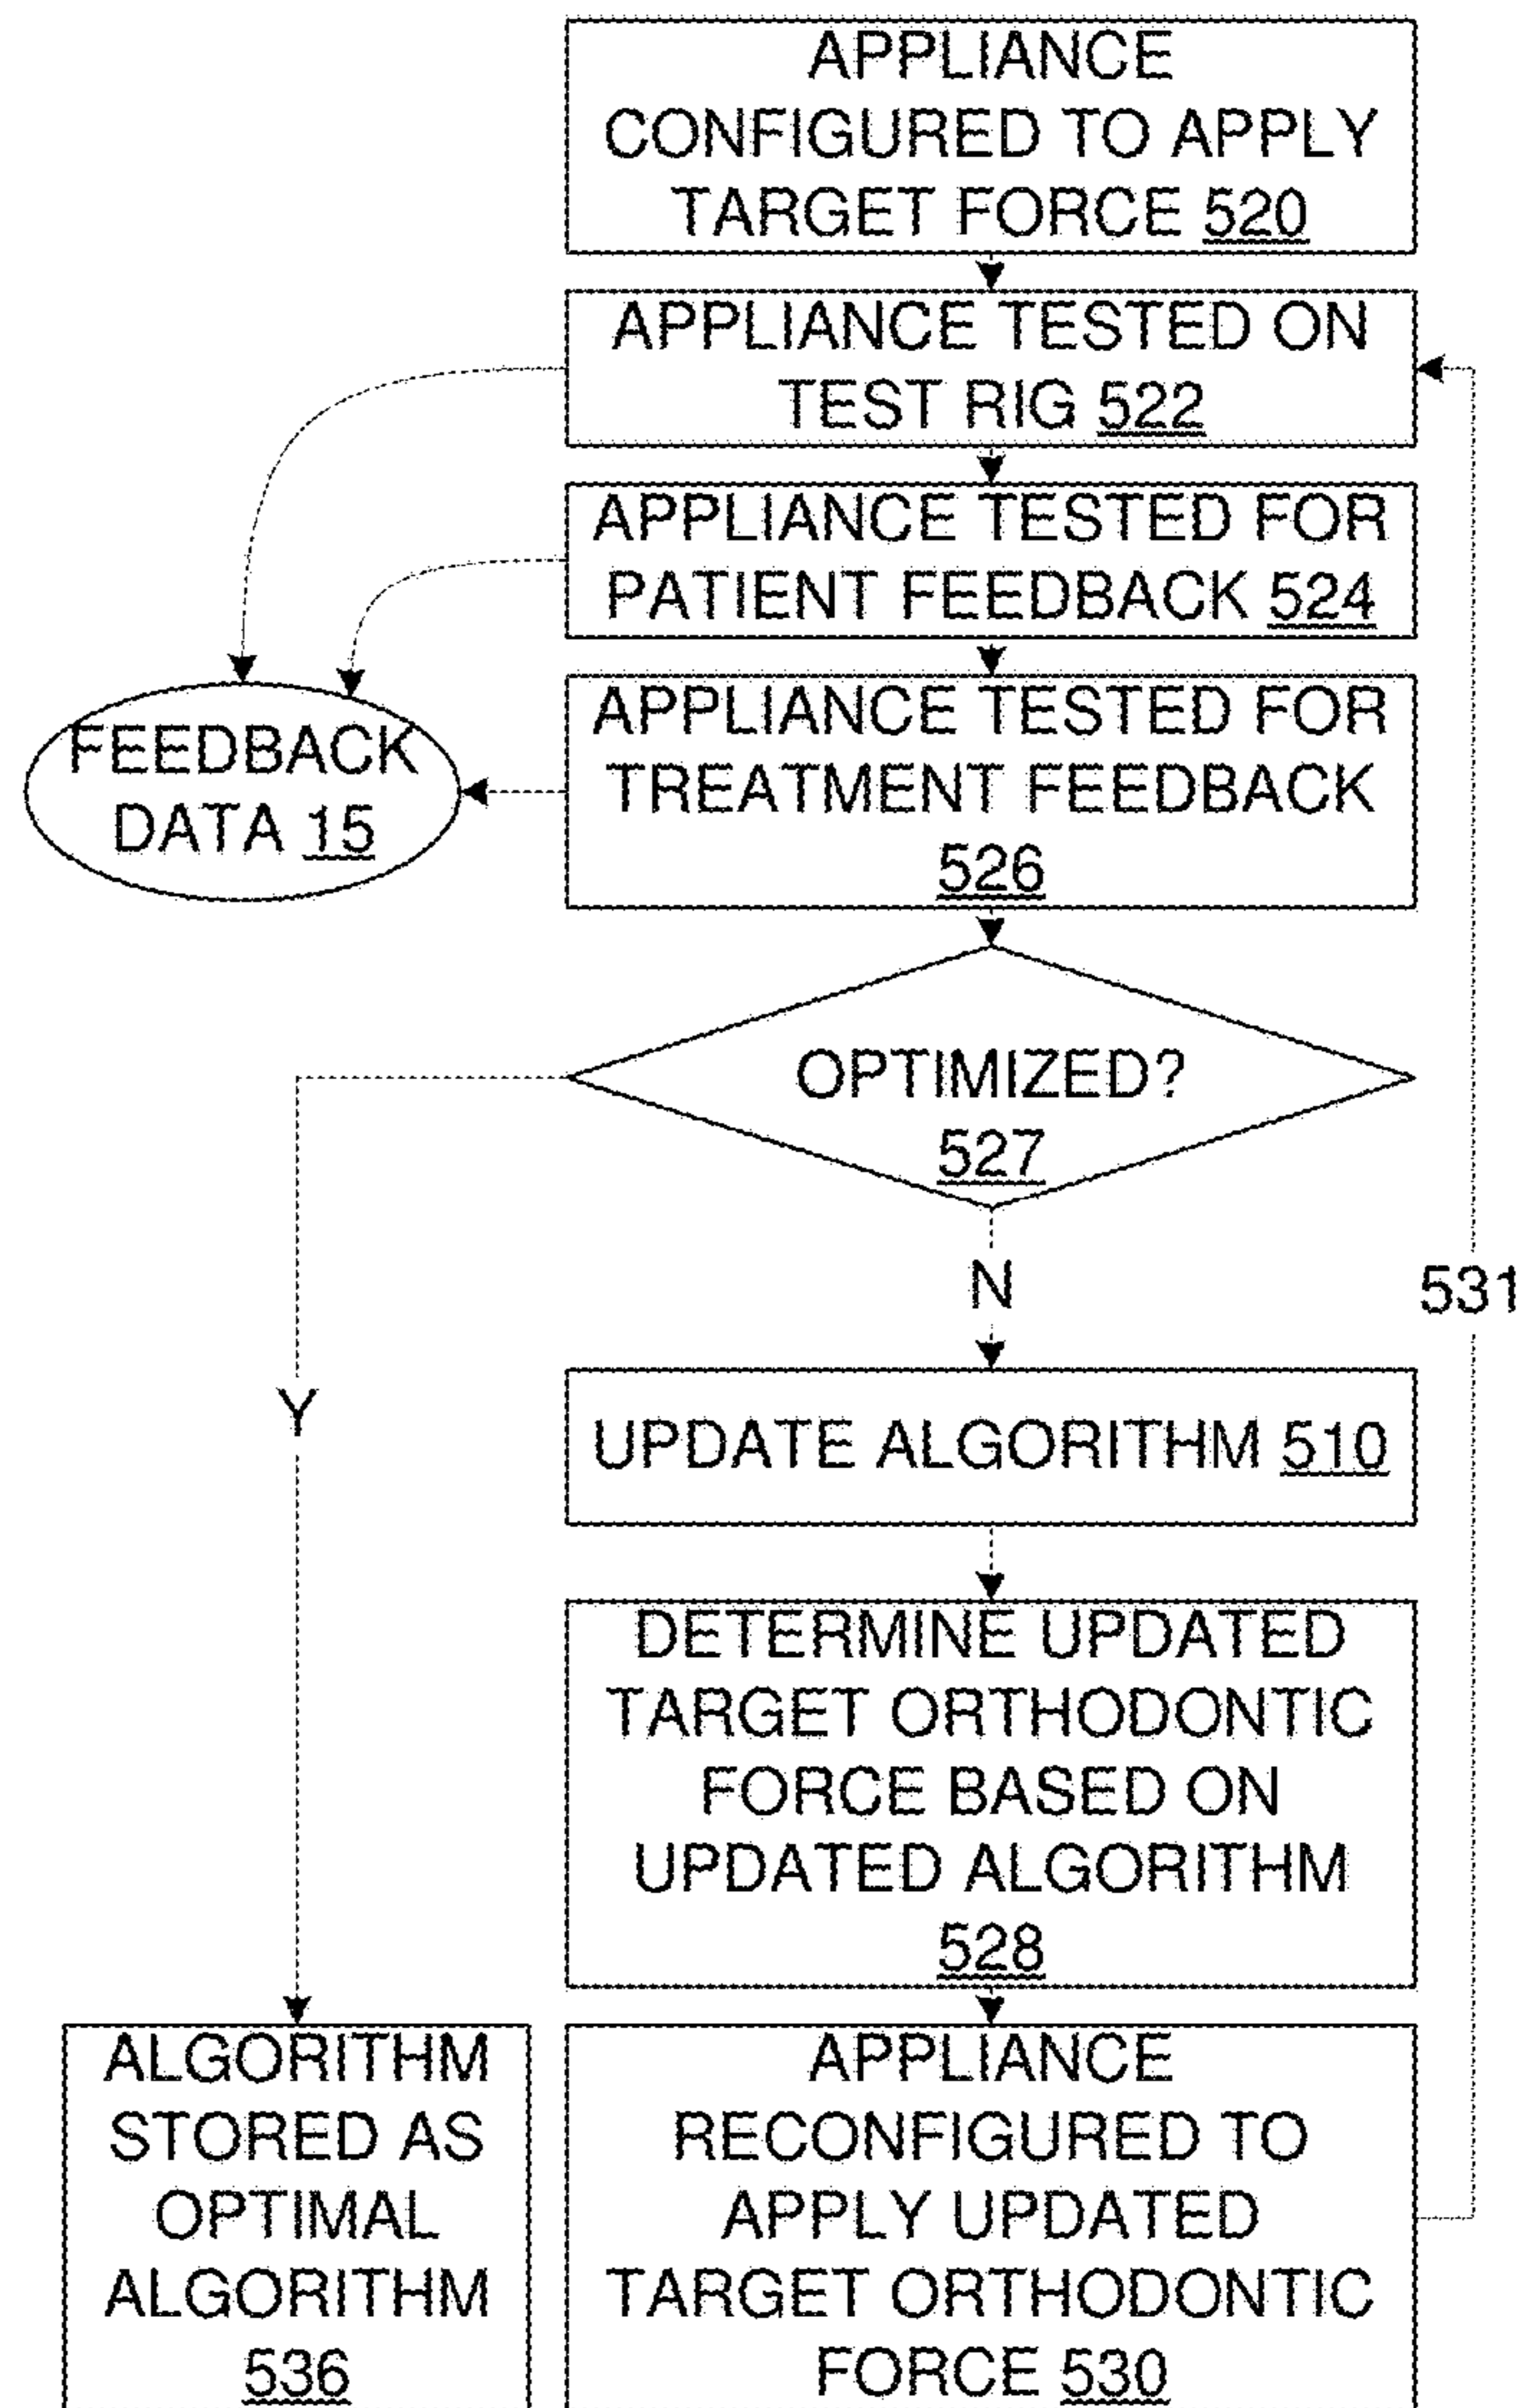 APPLIANCE
CONFIGURED TO APPLY
TARGET FORCE 520
APPLIANCE TESTED ON
TEST RIG 522
APPLIANCE TESTED FOR
PATIENT FEEDBACK 524
FEEDBACK
DATA 15
APPLIANCE TESTED FOR
TREATMENT FEEDBACK
526
OPTIMIZED?
527
N
531
Y
UPDATE ALGORITHM 510
DETERMINE UPDATED
TARGET ORTHODONTIC
FORCE BASED ON
UPDATED ALGORITHM
528
ALGORITHM
STORED AS
OPTIMAL
ALGORITHM
536
APPLIANCE
RECONFIGURED TO
APPLY UPDATED
TARGET ORTHODONTIC
FORCE 530